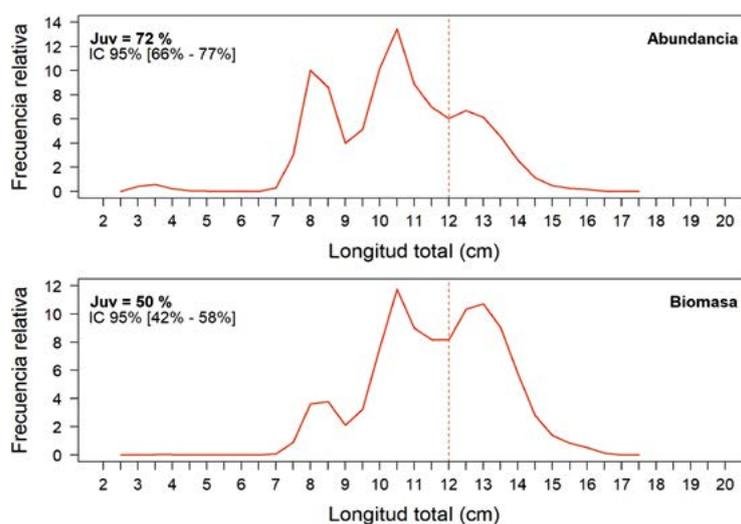 Juv = 72 %
IC 95% [66% - 77%]
Abundancia
Frecuencia relativa
14
12
10
8
6
4
2
0
2 3 4 5 6 7 8 9 10 11 12 13 14 15 16 17 18 19 20
Longitud total (cm)
Juv = 50 %
IC 95% [42% - 58%]
Biomasa
Frecuencia relativa
12
10
8
6
4
2
0
2 3 4 5 6 7 8 9 10 11 12 13 14 15 16 17 18 19 20
Longitud total (cm)